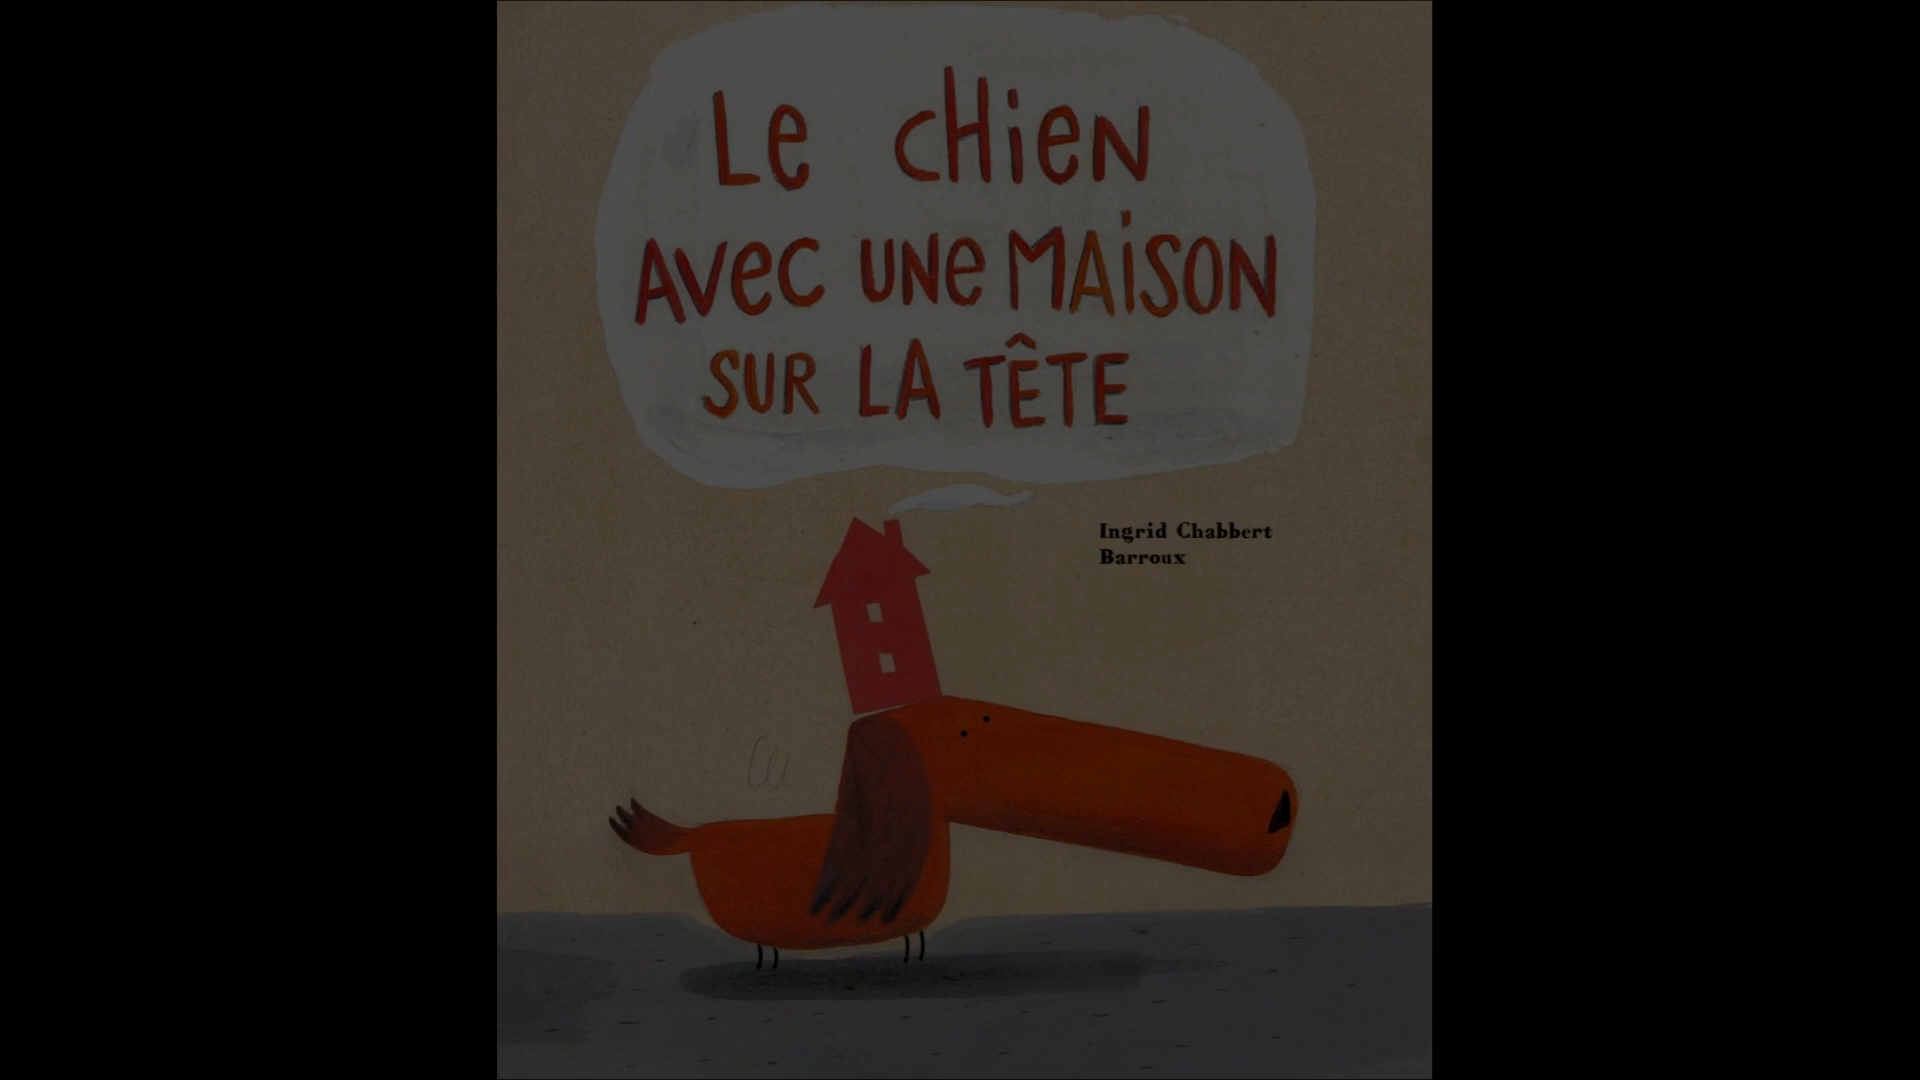 Le chien
avec une maison
sur la tête
Ingrid Chabbert
Barroux